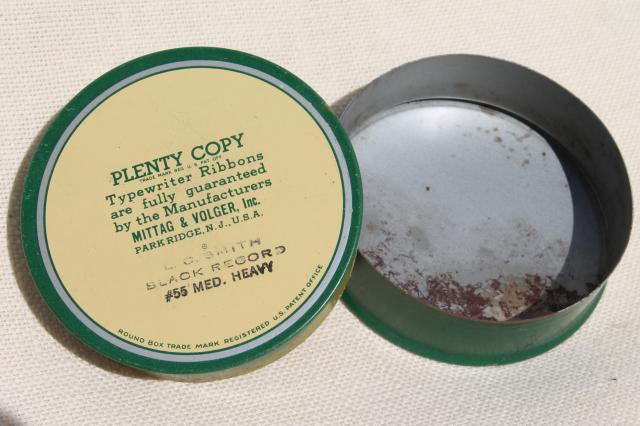 PLENTY COPY
TRADE MARK REG. U.S. PAT. OFF.
Typewriter Ribbons
are fully guaranteed
by the Manufacturers
MITTAG & VOLGER, Inc.
PARK RIDGE, N.J., U.S.A.
L. C. SMITH
BLACK RECORD
#55 MED. HEAVY
ROUND BOX TRADE MARK REGISTERED U.S. PATENT OFFICE